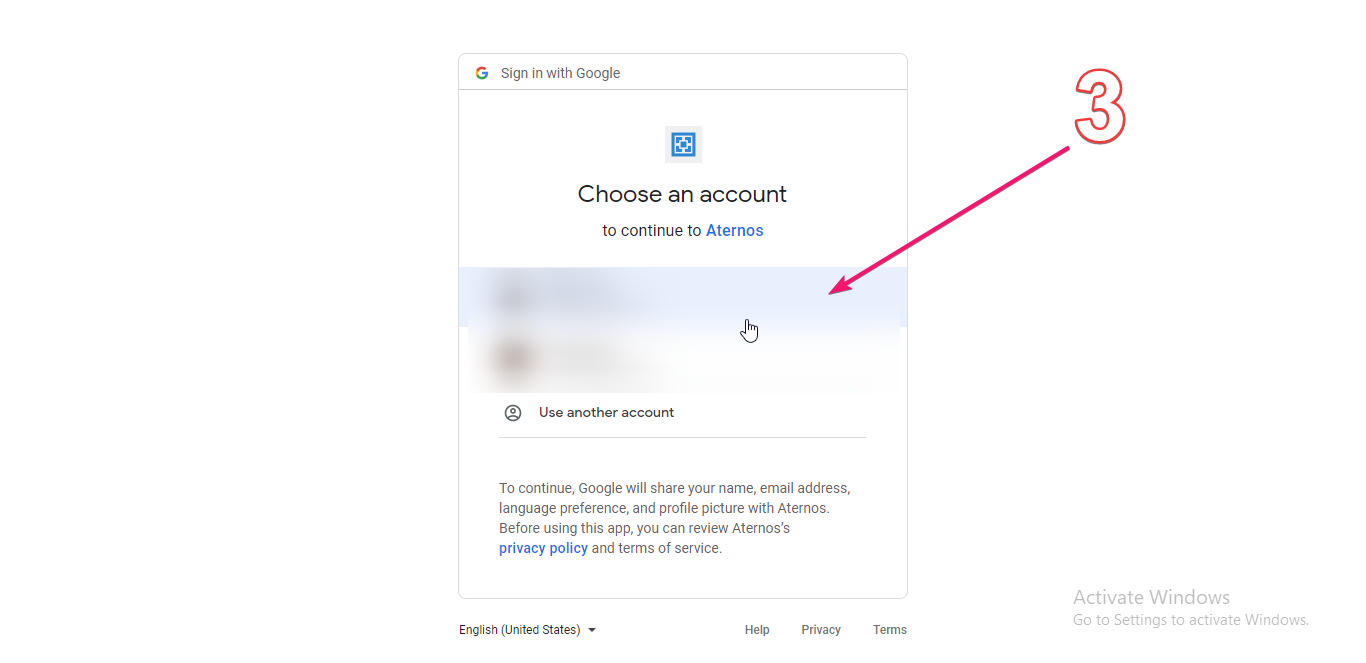 Sign in with Google
3
Choose an account
to continue to Aternos
Use another account
To continue, Google will share your name, email address,
language preference, and profile picture with Aternos.
Before using this app, you can review Aternos’s
privacy policy and terms of service.
Activate Windows
Go to Settings to activate Windows.
English (United States) Help Privacy Terms